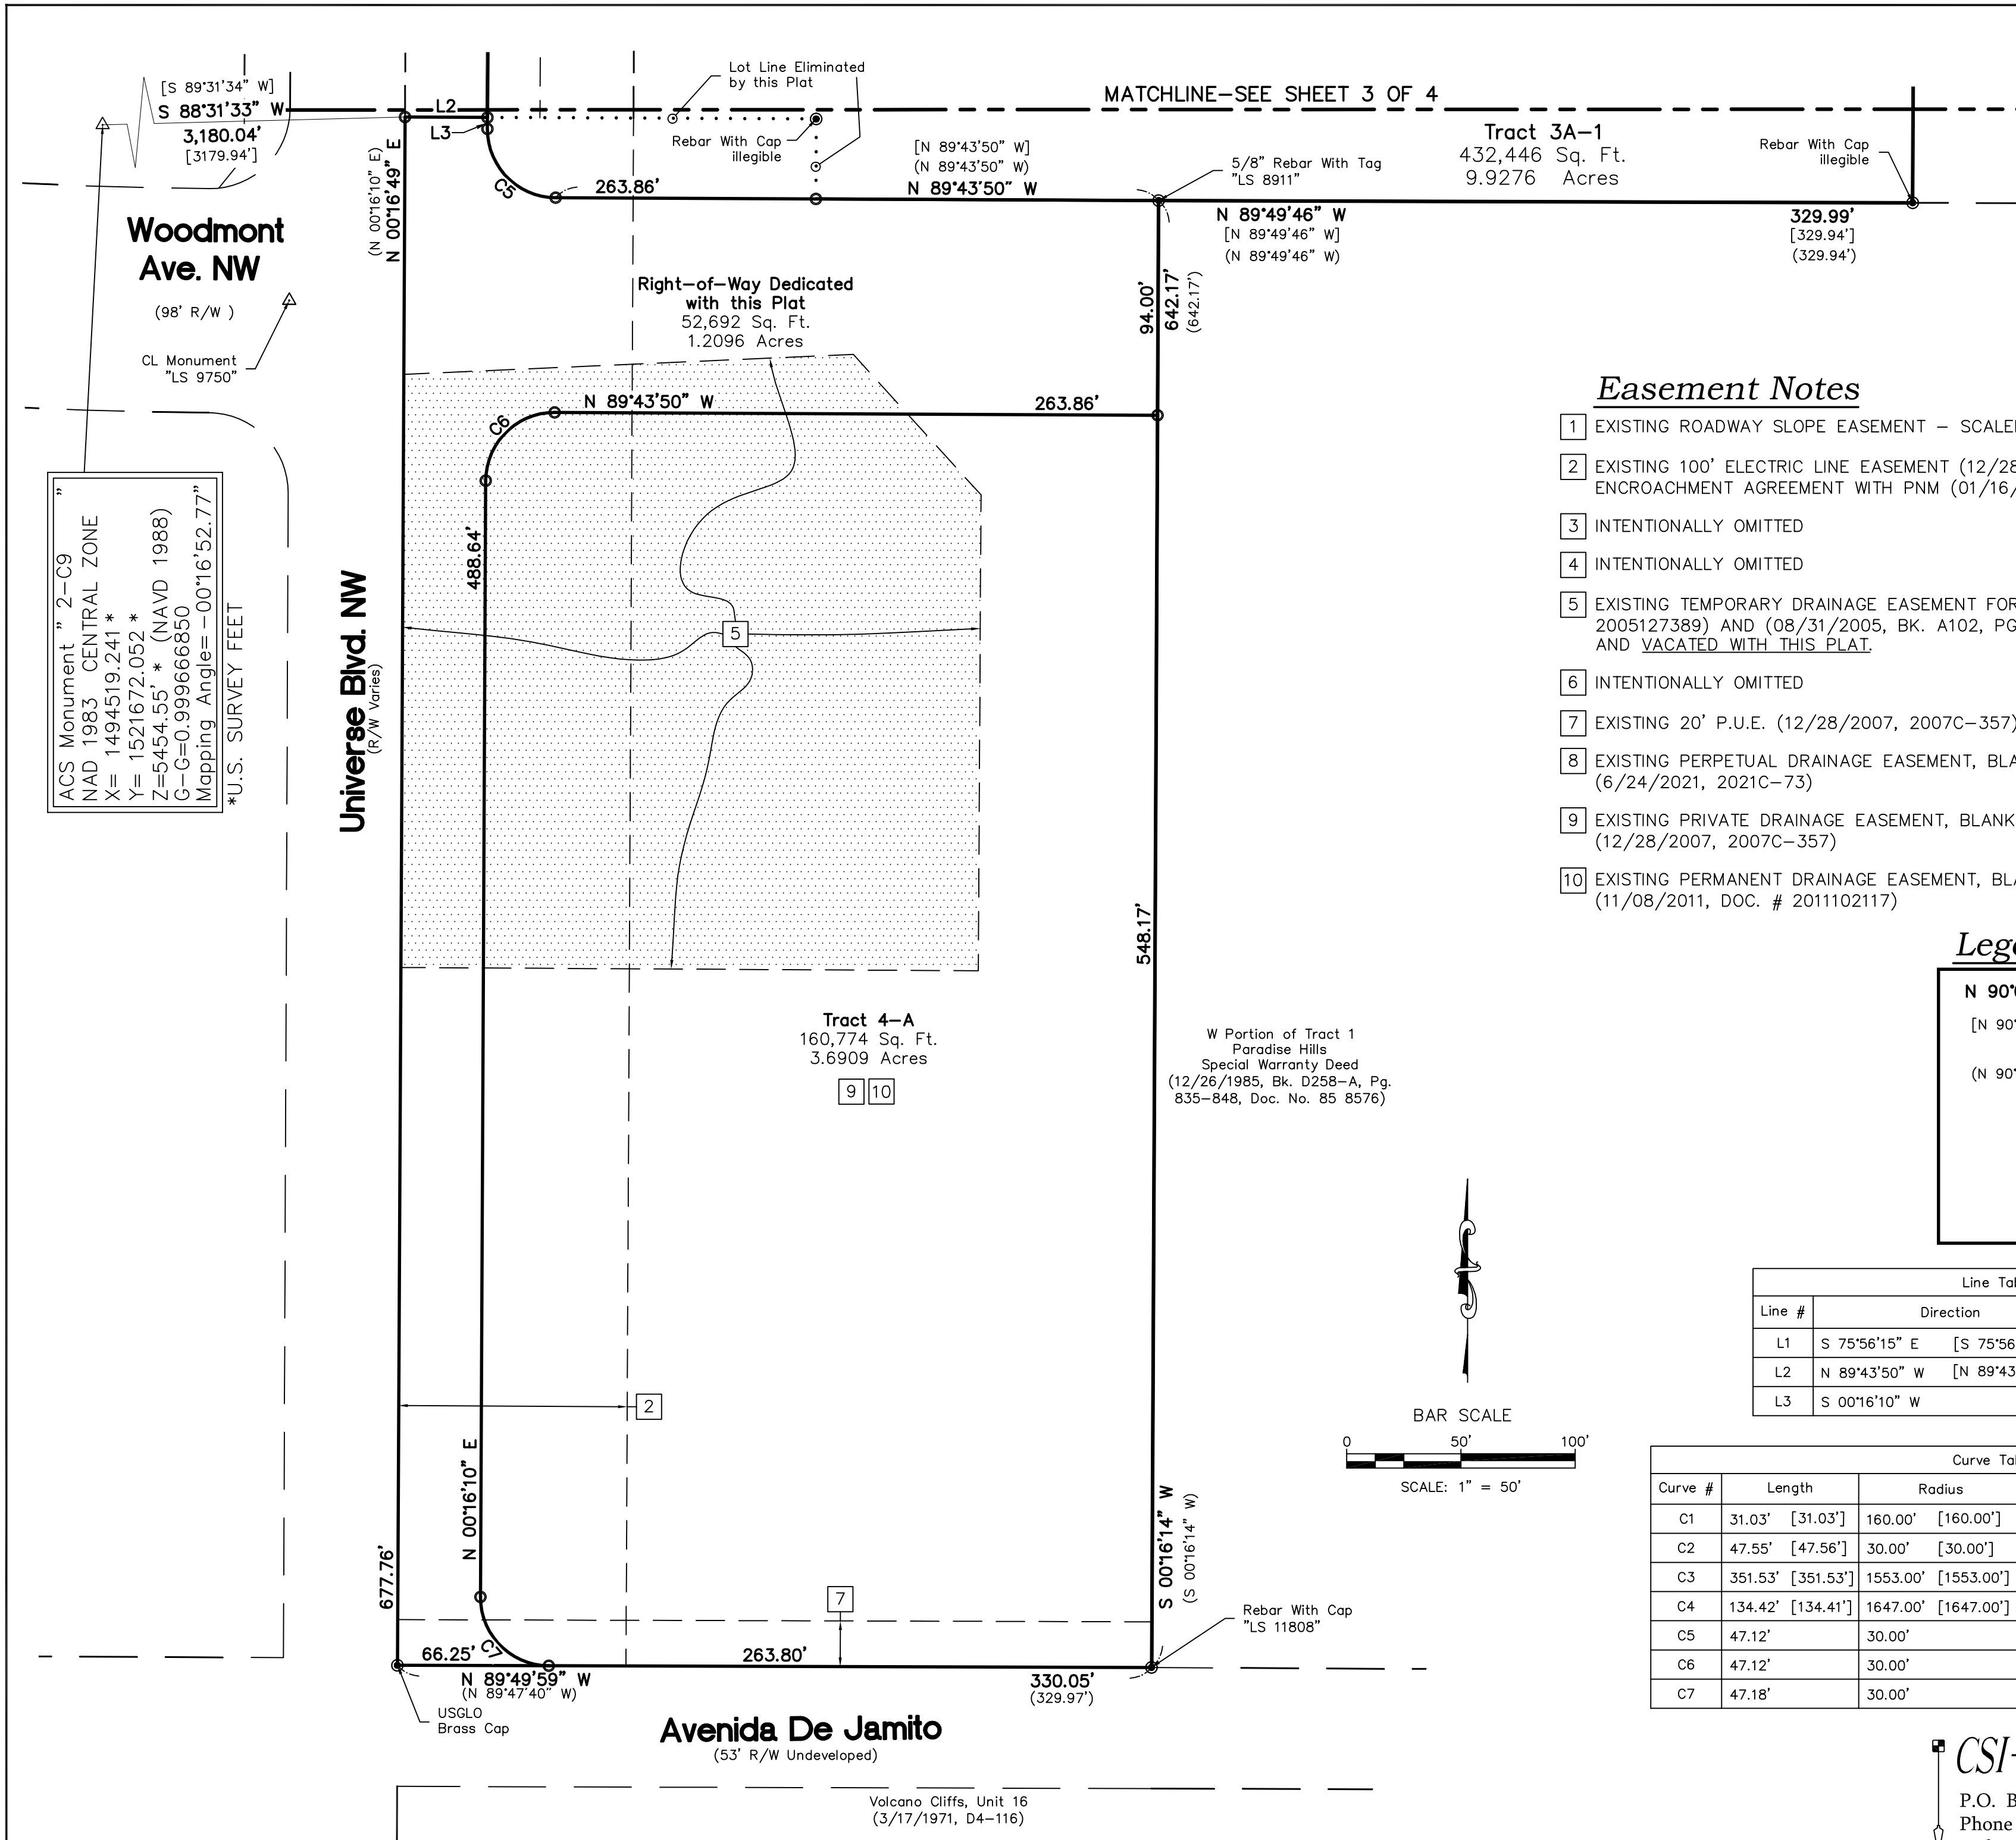 [S 89°31'34" W]
S 88°31'33" W
3,180.04'
[3179.94']
L2
L3
Lot Line Eliminated
by this Plat
MATCHLINE-SEE SHEET 3 OF 4
Rebar With Cap
illegible
[N 89°43'50" W]
(N 89°43'50" W)
N 89°43'50" W
263.86'
C5
5/8" Rebar With Tag
"LS 8911"
Tract 3A-1
432,446 Sq. Ft.
9.9276 Acres
Rebar With Cap
illegible
N 89°49'46" W
[N 89°49'46" W]
(N 89°49'46" W)
329.99'
[329.94']
(329.94')
(N 00°16'10" E)
N 00°16'49" E
Woodmont
Ave. NW
(98' R/W )
CL Monument
"LS 9750"
Right-of-Way Dedicated
with this Plat
52,692 Sq. Ft.
1.2096 Acres
94.00'
642.17'
(642.17')
N 89°43'50" W
263.86'
C6
488.64'
ACS Monument " 2-C9 "
NAD 1983 CENTRAL ZONE
X= 1494519.241 *
Y= 1521672.052 *
Z=5454.55' * (NAVD 1988)
G-G=0.999666850
Mapping Angle= -00°16'52.77"
*U.S. SURVEY FEET
Universe Blvd. NW
(R/W Varies)
5
548.17'
Tract 4-A
160,774 Sq. Ft.
3.6909 Acres
9 10
W Portion of Tract 1
Paradise Hills
Special Warranty Deed
(12/26/1985, Bk. D258-A, Pg.
835-848, Doc. No. 85 8576)
Easement Notes
1 EXISTING ROADWAY SLOPE EASEMENT - SCALE
2 EXISTING 100' ELECTRIC LINE EASEMENT (12/28
ENCROACHMENT AGREEMENT WITH PNM (01/16/
3 INTENTIONALLY OMITTED
4 INTENTIONALLY OMITTED
5 EXISTING TEMPORARY DRAINAGE EASEMENT FOR
2005127389) AND (08/31/2005, BK. A102, PG
AND VACATED WITH THIS PLAT.
6 INTENTIONALLY OMITTED
7 EXISTING 20' P.U.E. (12/28/2007, 2007C-357)
8 EXISTING PERPETUAL DRAINAGE EASEMENT, BLA
(6/24/2021, 2021C-73)
9 EXISTING PRIVATE DRAINAGE EASEMENT, BLANK
(12/28/2007, 2007C-357)
10 EXISTING PERMANENT DRAINAGE EASEMENT, BLA
(11/08/2011, DOC. # 2011102117)
Lege
N 90°
[N 90°
(N 90°
2
N 00°16'10" E
677.76'
7
S 00°16'14" W
(S 00°16'14" W)
BAR SCALE
0 50' 100'
SCALE: 1" = 50'
Rebar With Cap
"LS 11808"
C7
66.25'
263.80'
N 89°49'59" W
(N 89°47'40" W)
330.05'
(329.97')
USGLO
Brass Cap
Avenida De Jamito
(53' R/W Undeveloped)
Volcano Cliffs, Unit 16
(3/17/1971, D4-116)
Line Ta
Line # Direction
L1 S 75°56'15" E [S 75°56
L2 N 89°43'50" W [N 89°43
L3 S 00°16'10" W
Curve Ta
Curve # Length Radius
C1 31.03' [31.03'] 160.00' [160.00']
C2 47.55' [47.56'] 30.00' [30.00']
C3 351.53' [351.53'] 1553.00' [1553.00']
C4 134.42' [134.41'] 1647.00' [1647.00']
C5 47.12' 30.00'
C6 47.12' 30.00'
C7 47.18' 30.00'
CSI-
P.O. B
Phone